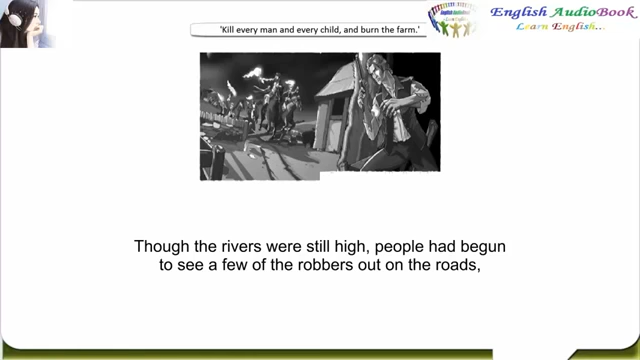 'Kill every man and every child, and burn the farm.'
English AudioBook
Learn English...
Though the rivers were still high, people had begun
to see a few of the robbers out on the roads,